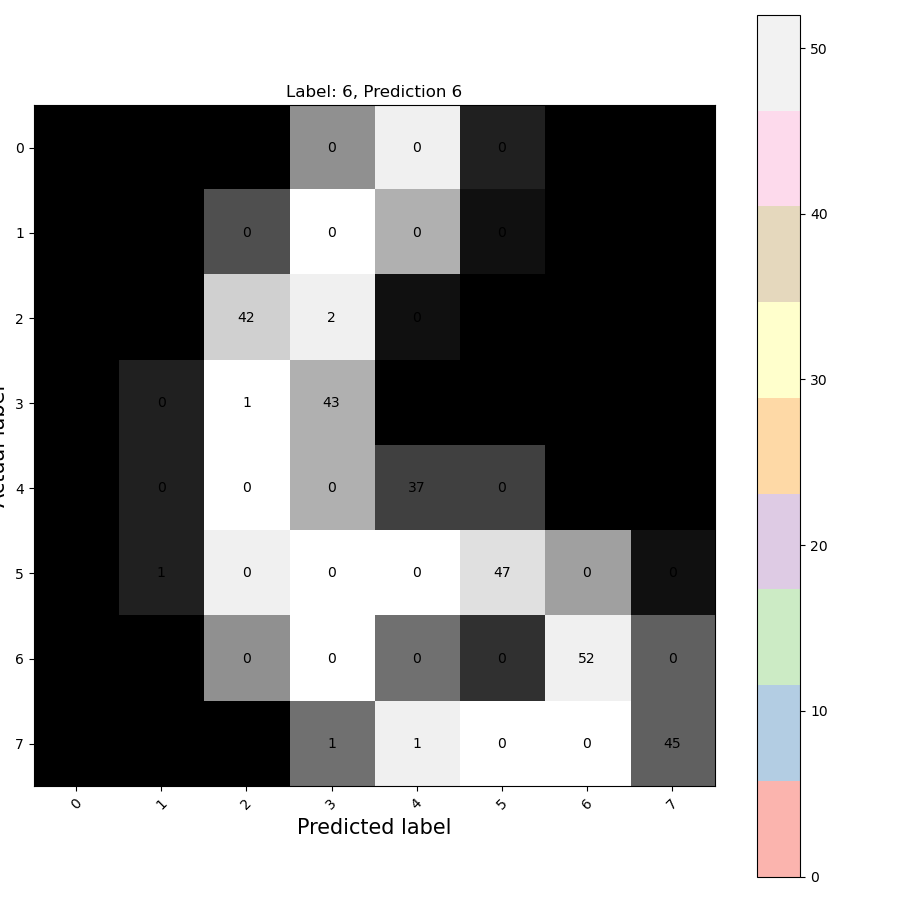 Label: 6, Prediction 6
0 0 0 0
1 0 0 0 0
2 42 2 0
3 0 1 43
4 0 0 0 37 0
5 1 0 0 0 47 0 0
6 0 0 0 0 52 0
7 1 1 0 0 45
0 1 2 3 4 5 6 7
Predicted label
Actual label
50
40
30
20
10
0